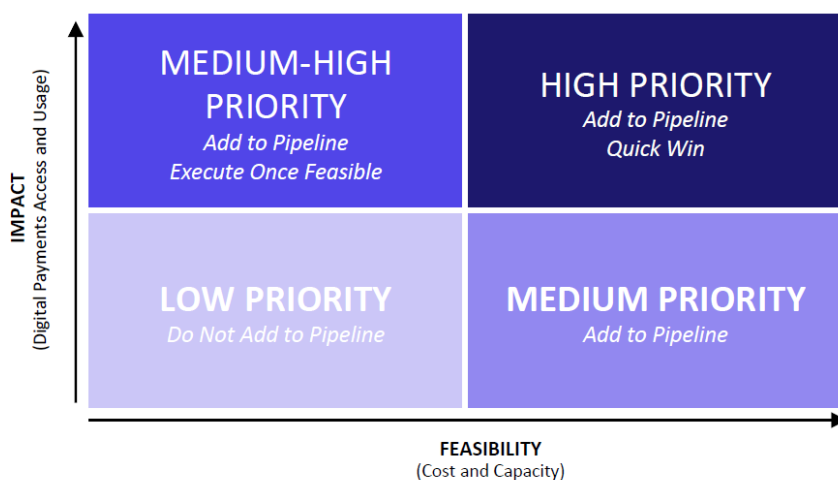 IMPACT
(Digital Payments Access and Usage)
MEDIUM-HIGH
PRIORITY
Add to Pipeline
Execute Once Feasible
HIGH PRIORITY
Add to Pipeline
Quick Win
LOW PRIORITY
Do Not Add to Pipeline
MEDIUM PRIORITY
Add to Pipeline
FEASIBILITY
(Cost and Capacity)